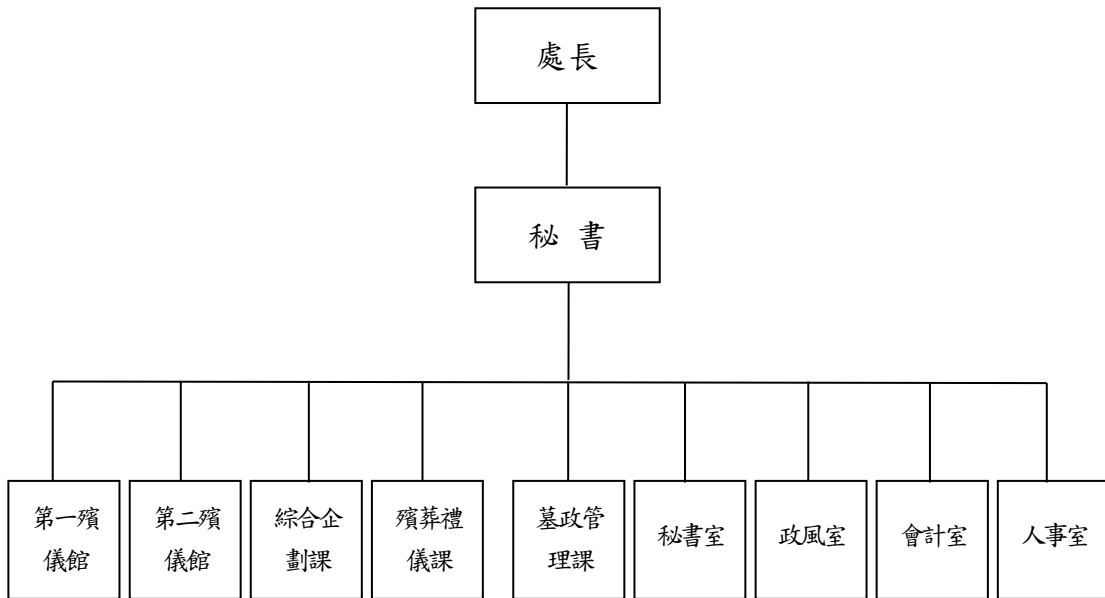 處長
秘 書
第一殯
儀館
第二殯
儀館
綜合企
劃課
殯葬禮
儀課
墓政管
理課
秘書室
政風室
會計室
人事室